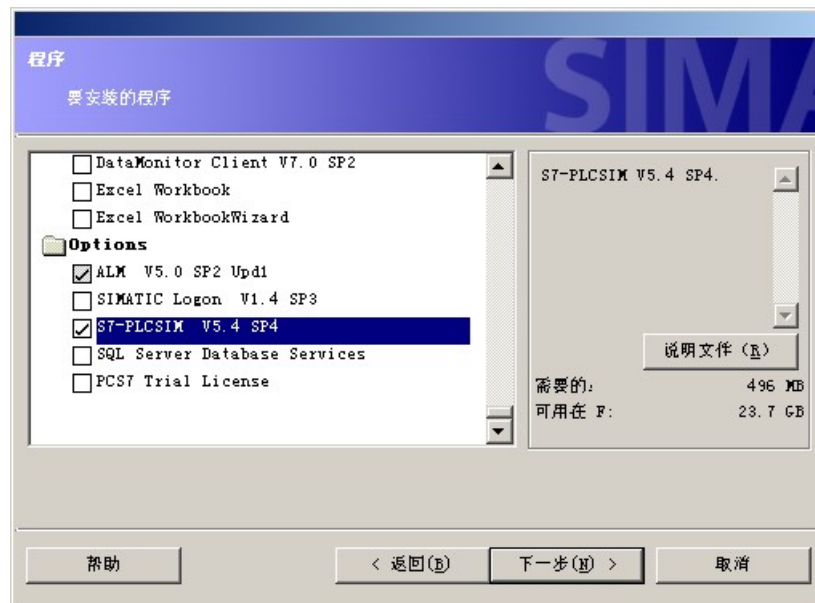 程序
要安装的程序
SIMA
DataMonitor Client V7.0 SP2
Excel Workbook
Excel WorkbookWizard
Options
ALM V5.0 SP2 Upd1
SIMATIC Logon V1.4 SP3
S7-PLCSIM V5.4 SP4
SQL Server Database Services
PCS7 Trial License
S7-PLCSIM V5.4 SP4.
说明文件 (R)
需要的: 496 MB
可用在 F: 23.7 GB
帮助
< 返回(B)
下一步(N) >
取消